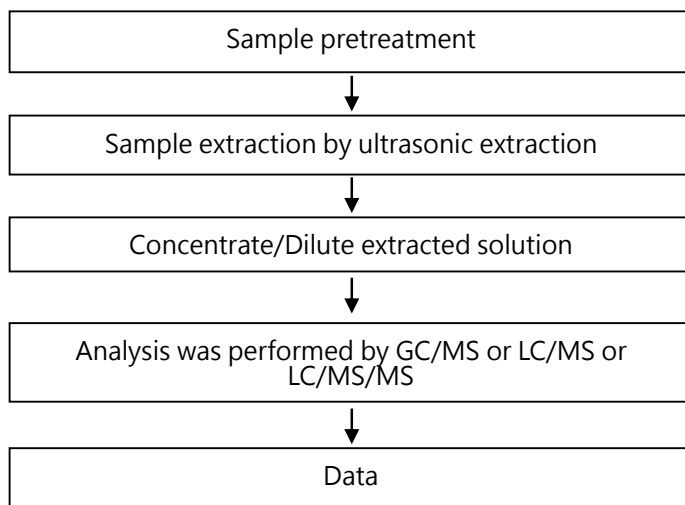 Sample pretreatment
Sample extraction by ultrasonic extraction
Concentrate/Dilute extracted solution
Analysis was performed by GC/MS or LC/MS or
LC/MS/MS
Data